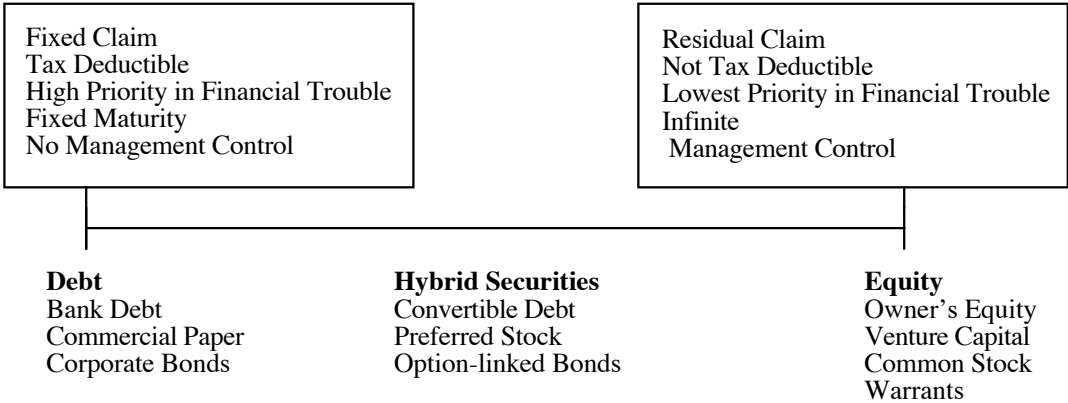 Fixed Claim
Tax Deductible
High Priority in Financial Trouble
Fixed Maturity
No Management Control
Residual Claim
Not Tax Deductible
Lowest Priority in Financial Trouble
Infinite
Management Control
Debt
Bank Debt
Commercial Paper
Corporate Bonds
Hybrid Securities
Convertible Debt
Preferred Stock
Option-linked Bonds
Equity
Owner’s Equity
Venture Capital
Common Stock
Warrants